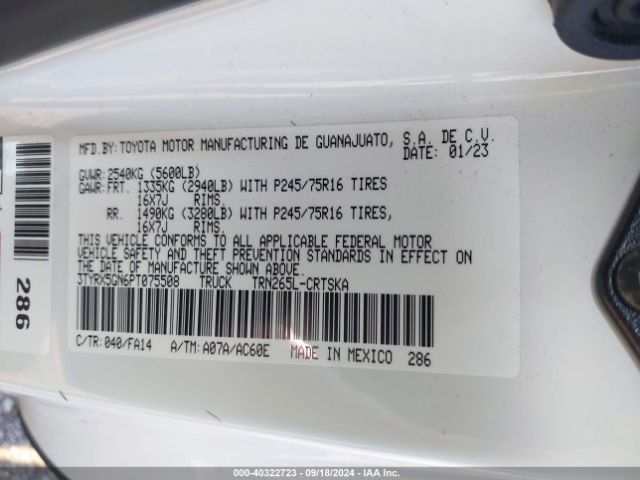 MFD.BY:TOYOTA MOTOR MANUFACTURING DE GUANAJUATO, S.A. DE C.V.
DATE: 01/23
GVWR:2540KG (5600LB)
GAWR:FRT. 1335KG (2940LB) WITH P245/75R16 TIRES
16X7J RIMS,
RR. 1490KG (3280LB) WITH P245/75R16 TIRES,
16X7J RIMS.
THIS VEHICLE CONFORMS TO ALL APPLICABLE FEDERAL MOTOR
VEHICLE SAFETY AND THEFT PREVENTION STANDARDS IN EFFECT ON
THE DATE OF MANUFACTURE SHOWN ABOVE.
3TYRX5GN6PT075508 TRUCK TRN265L-CRTSKA
C/TR:040/FA14 A/TM:A07A/AC60E MADE IN MEXICO 286
286
000-40322723 - 09/18/2024 - IAA Inc.